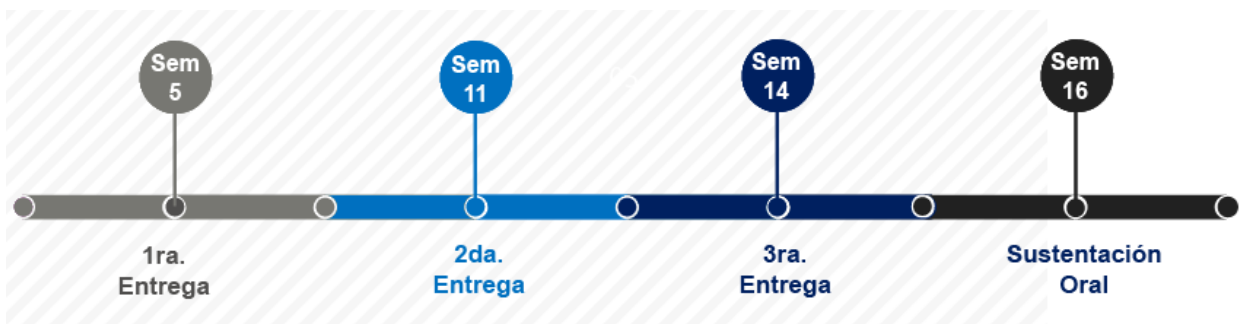 Sem
5
Sem
11
Sem
14
Sem
16
1ra.
Entrega
2da.
Entrega
3ra.
Entrega
Sustentación
Oral